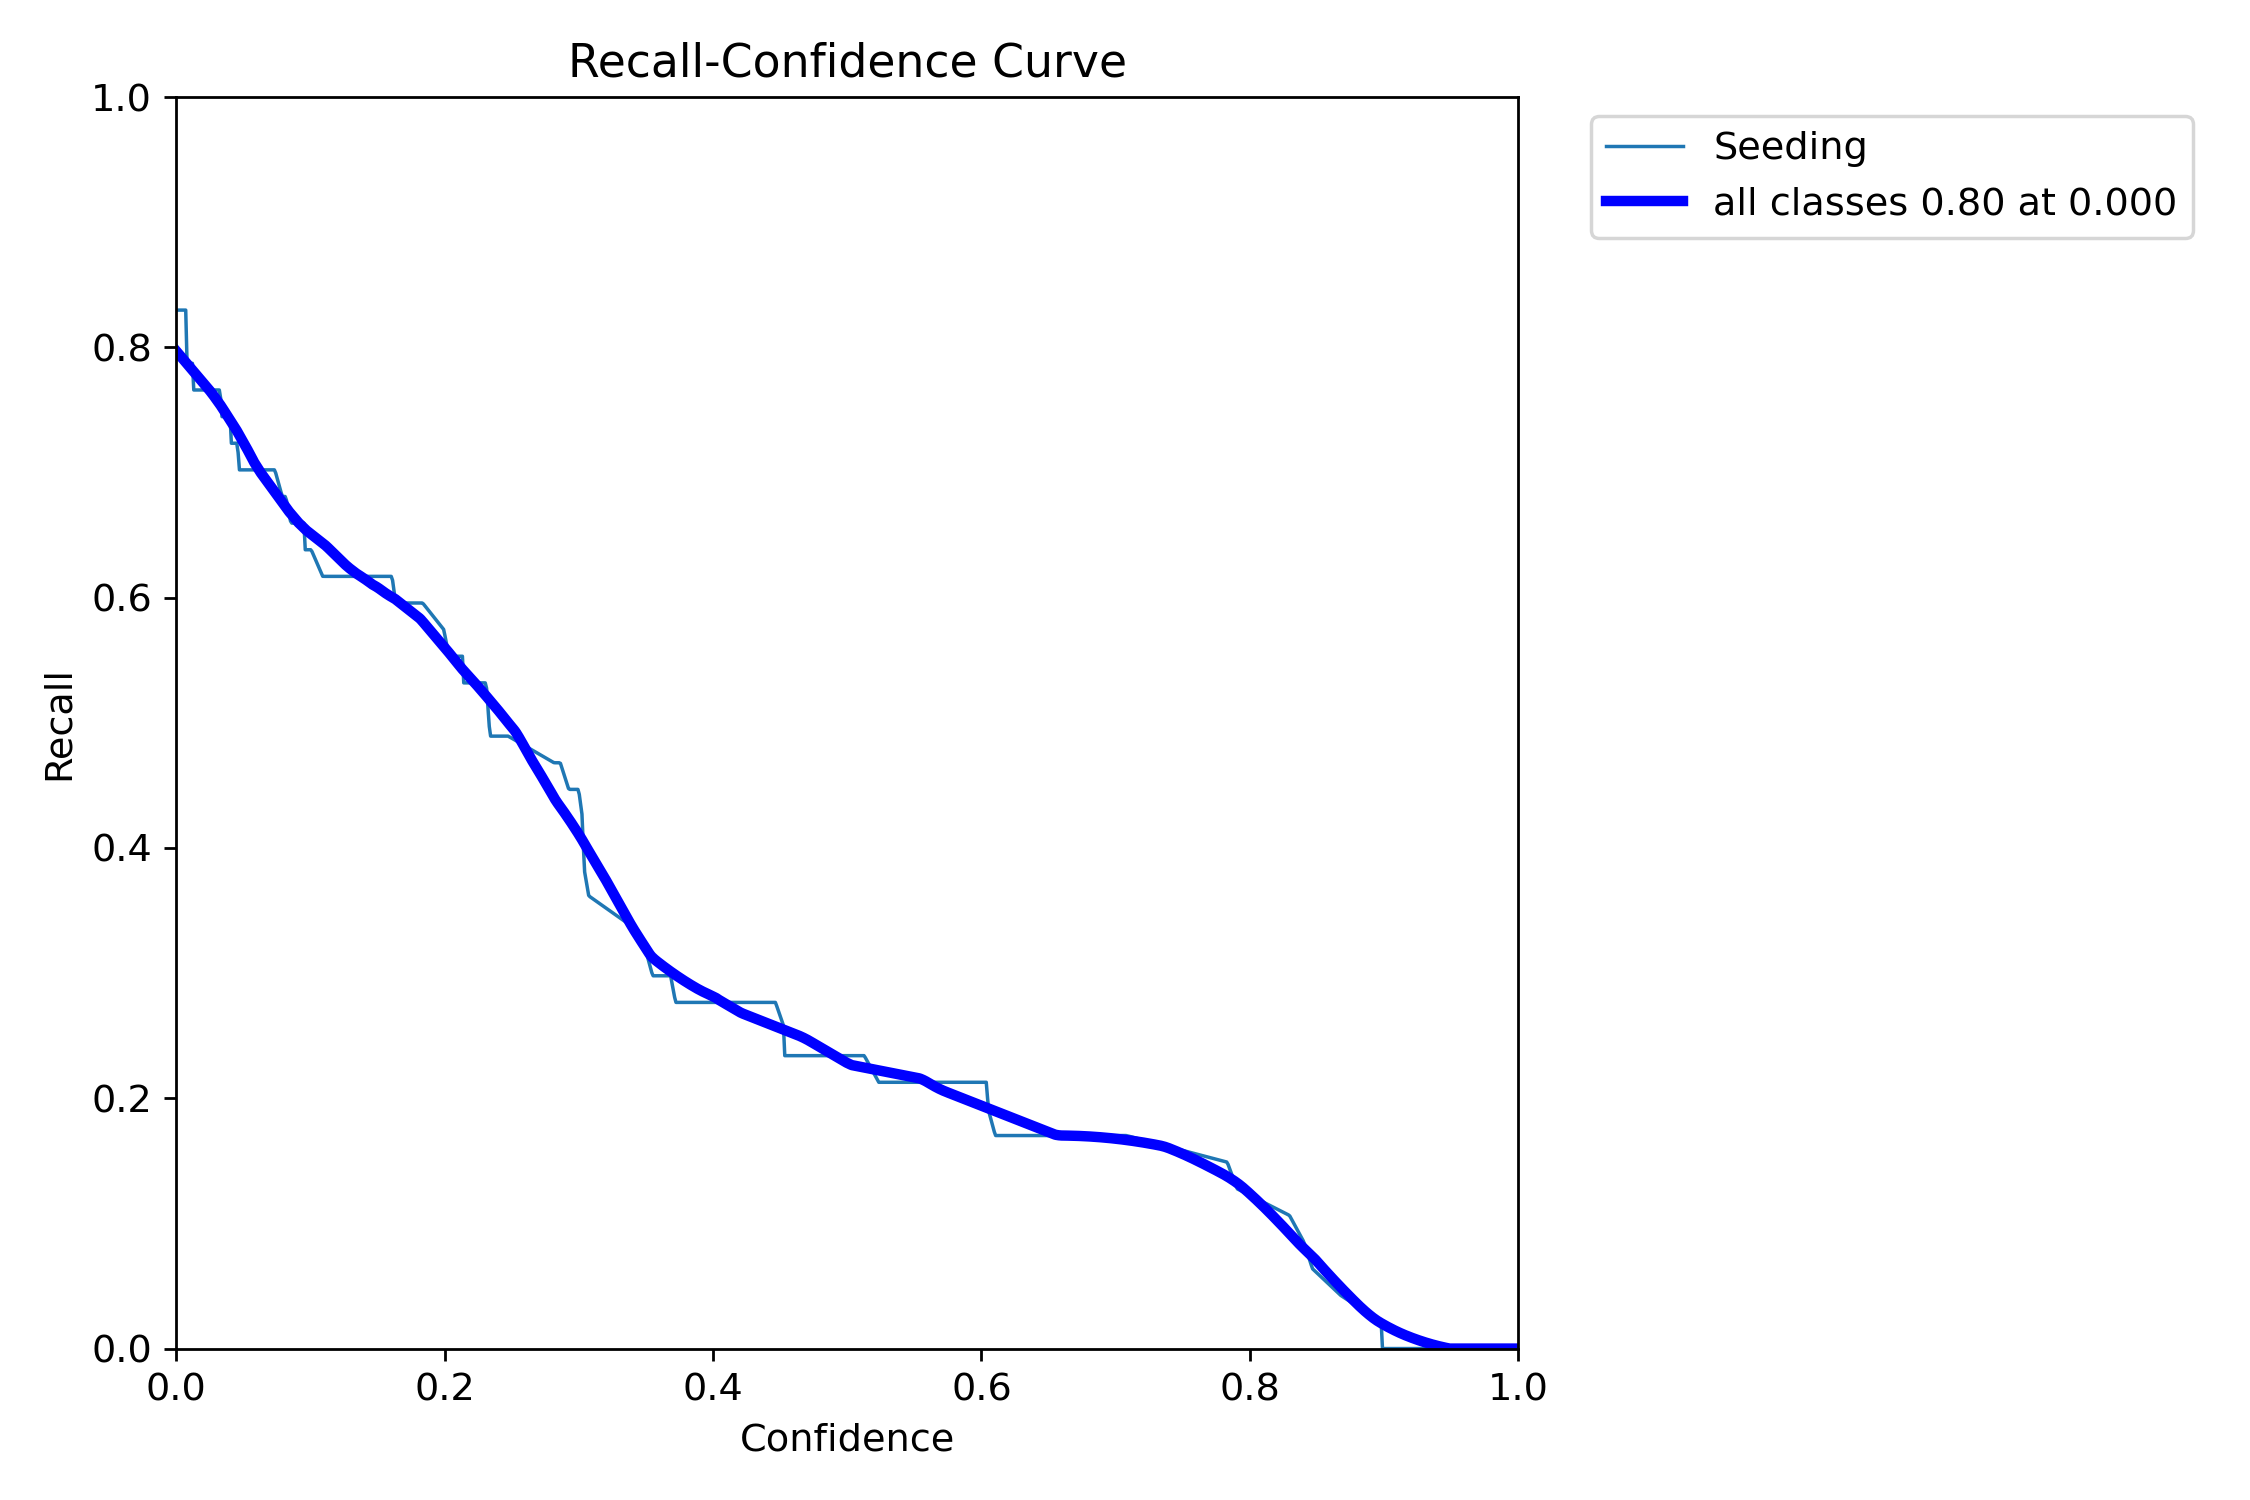 Recall-Confidence Curve
Seeding
all classes 0.80 at 0.000
Recall
1.0
0.8
0.6
0.4
0.2
0.0
0.0 0.2 0.4 0.6 0.8 1.0
Confidence